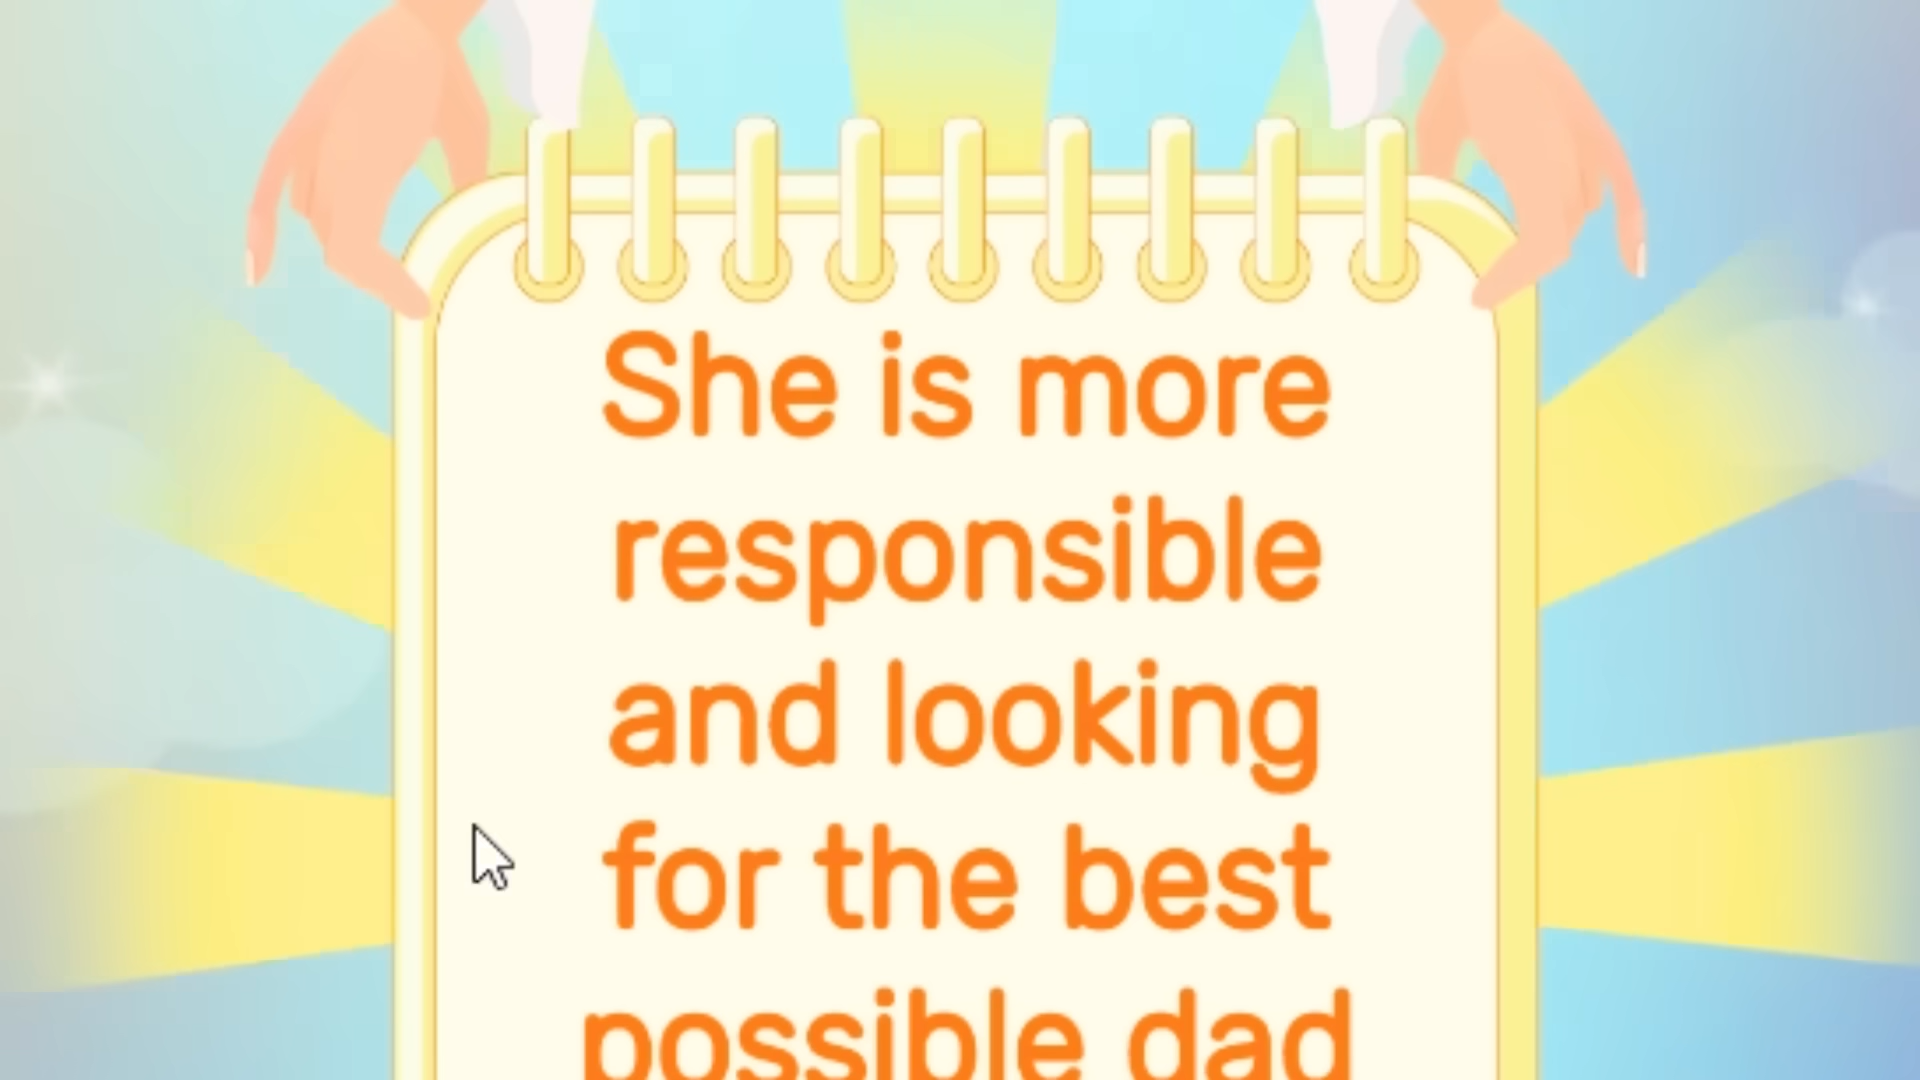 She is more
responsible
and looking
for the best
possible dad